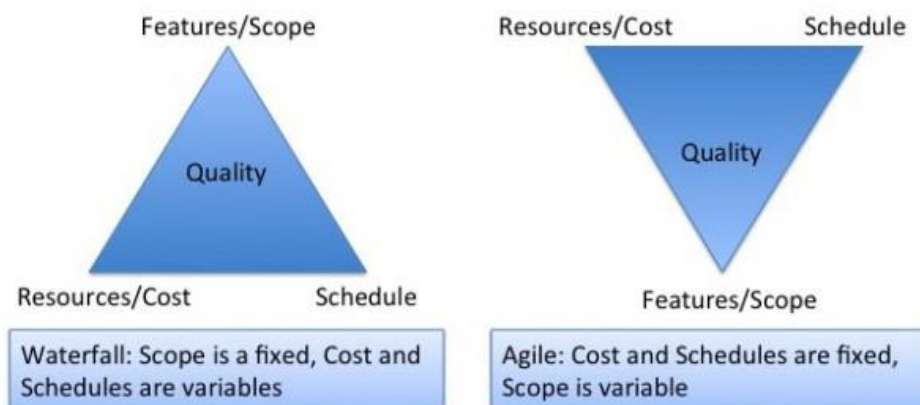 Features/Scope
Quality
Resources/Cost
Schedule
Waterfall: Scope is a fixed, Cost and
Schedules are variables
Resources/Cost
Schedule
Quality
Features/Scope
Agile: Cost and Schedules are fixed,
Scope is variable